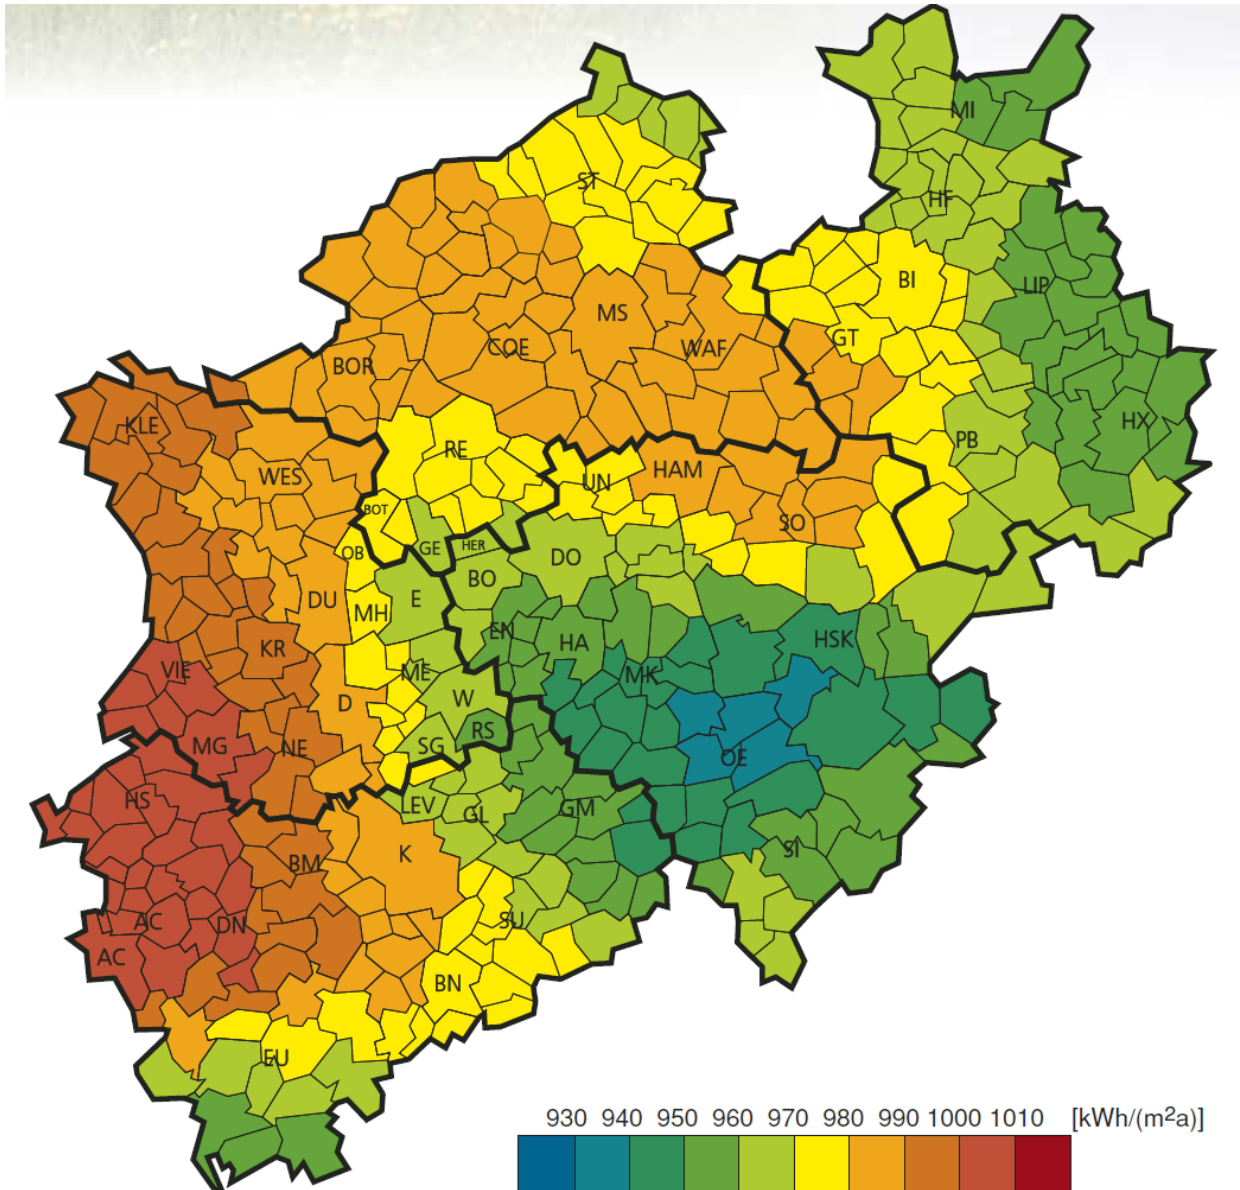 MI
ST
HF
BI
LIP
MS
GT
COE
WAF
BOR
KLE
HX
PB
RE
HAM
WES
UN
BOT
SO
HER
GE
OB
DO
BO
E
DU
MH
EN
HA
HSK
KR
VIE
ME
MK
W
D
RS
MG
NE
SG
OE
HS
LEV
GL
GM
K
BM
SI
AC
DN
SU
AC
BN
EU
930 940 950 960 970 980 990 1000 1010 [kWh/(m²a)]